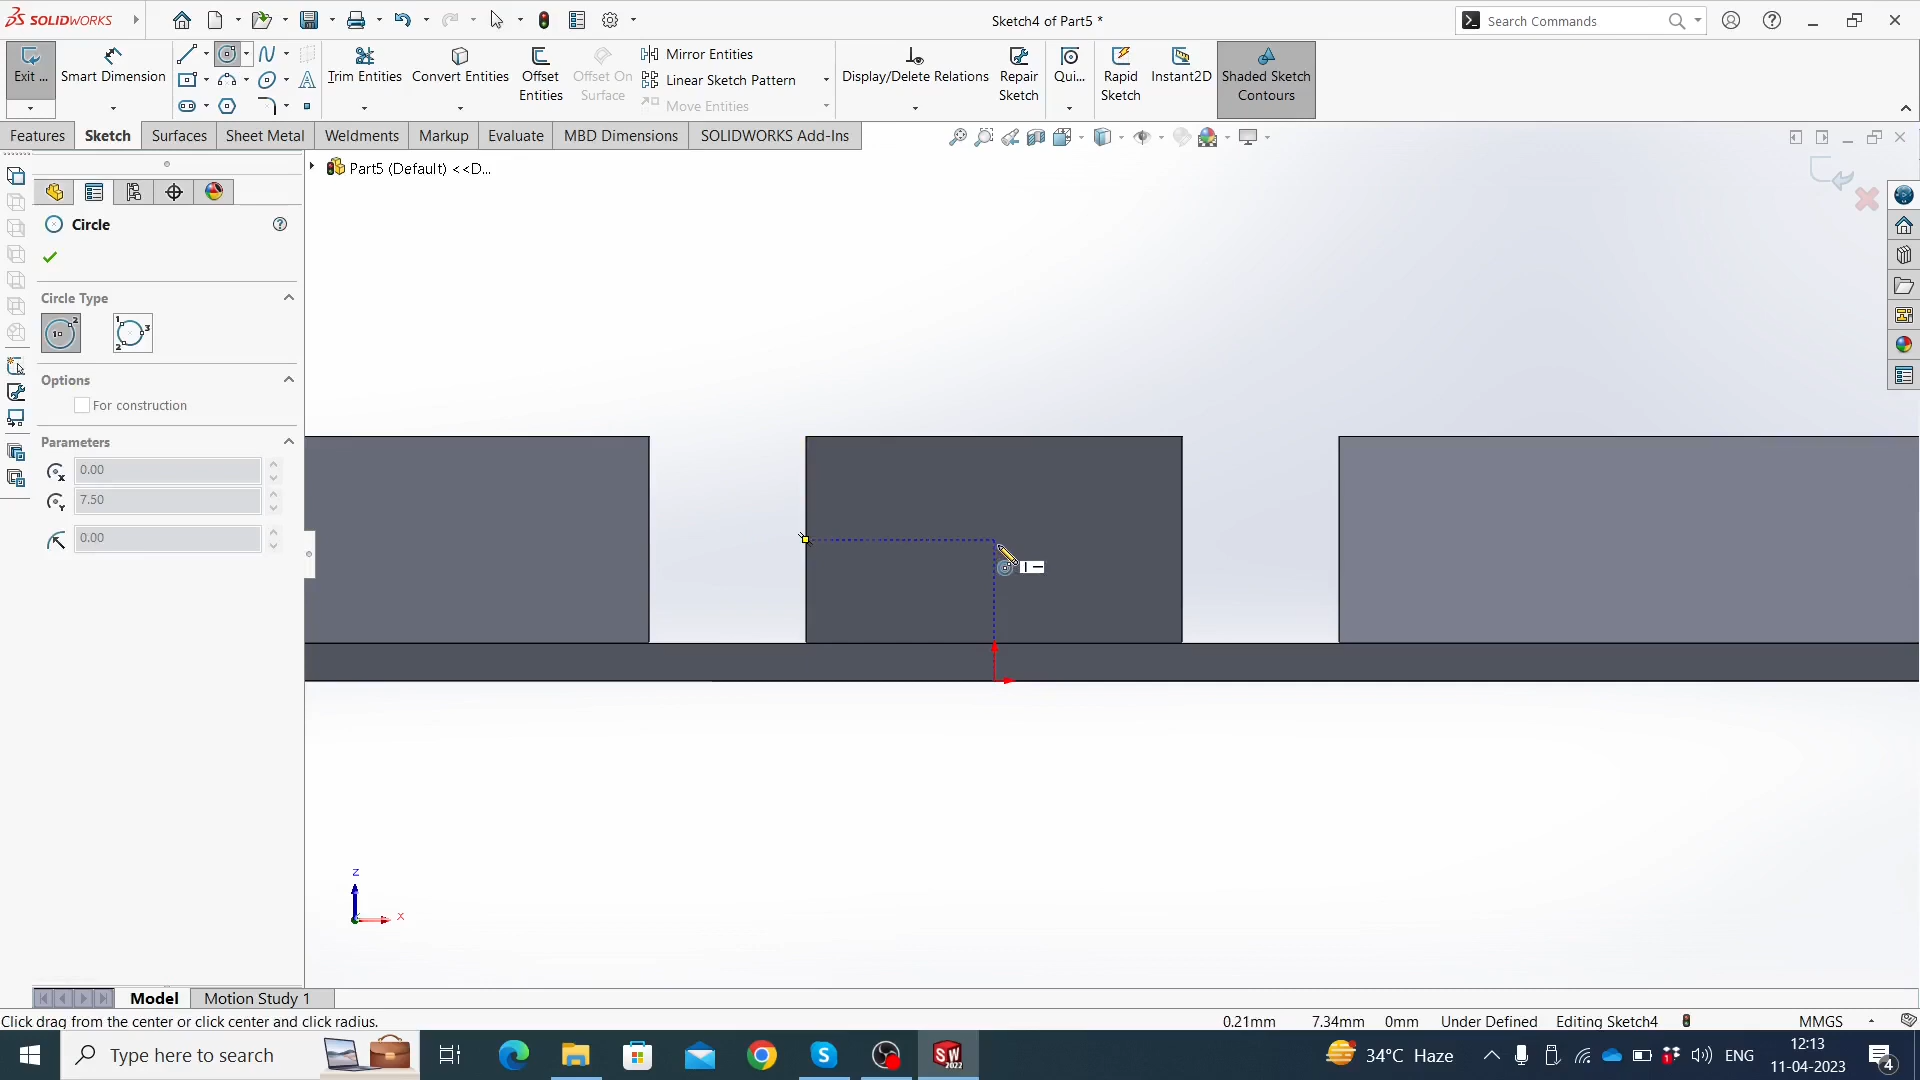 SOLIDWORKS
Sketch4 of Part5 *
Search Commands
Exit ...
Smart Dimension
Trim Entities
Convert Entities
Offset Entities
Offset On Surface
Mirror Entities
Linear Sketch Pattern
Move Entities
Display/Delete Relations
Repair Sketch
Qui...
Rapid Sketch
Instant2D
Shaded Sketch Contours
Features
Sketch
Surfaces
Sheet Metal
Weldments
Markup
Evaluate
MBD Dimensions
SOLIDWORKS Add-Ins
Part5 (Default) <<D...
Circle
Circle Type
Options
For construction
Parameters
0.00
7.50
0.00
Z
X
Model
Motion Study 1
Click drag from the center or click center and click radius.
0.21mm
7.34mm
0mm
Under Defined
Editing Sketch4
MMGS
Type here to search
SW
2022
34°C Haze
ENG
12:13
11-04-2023
4